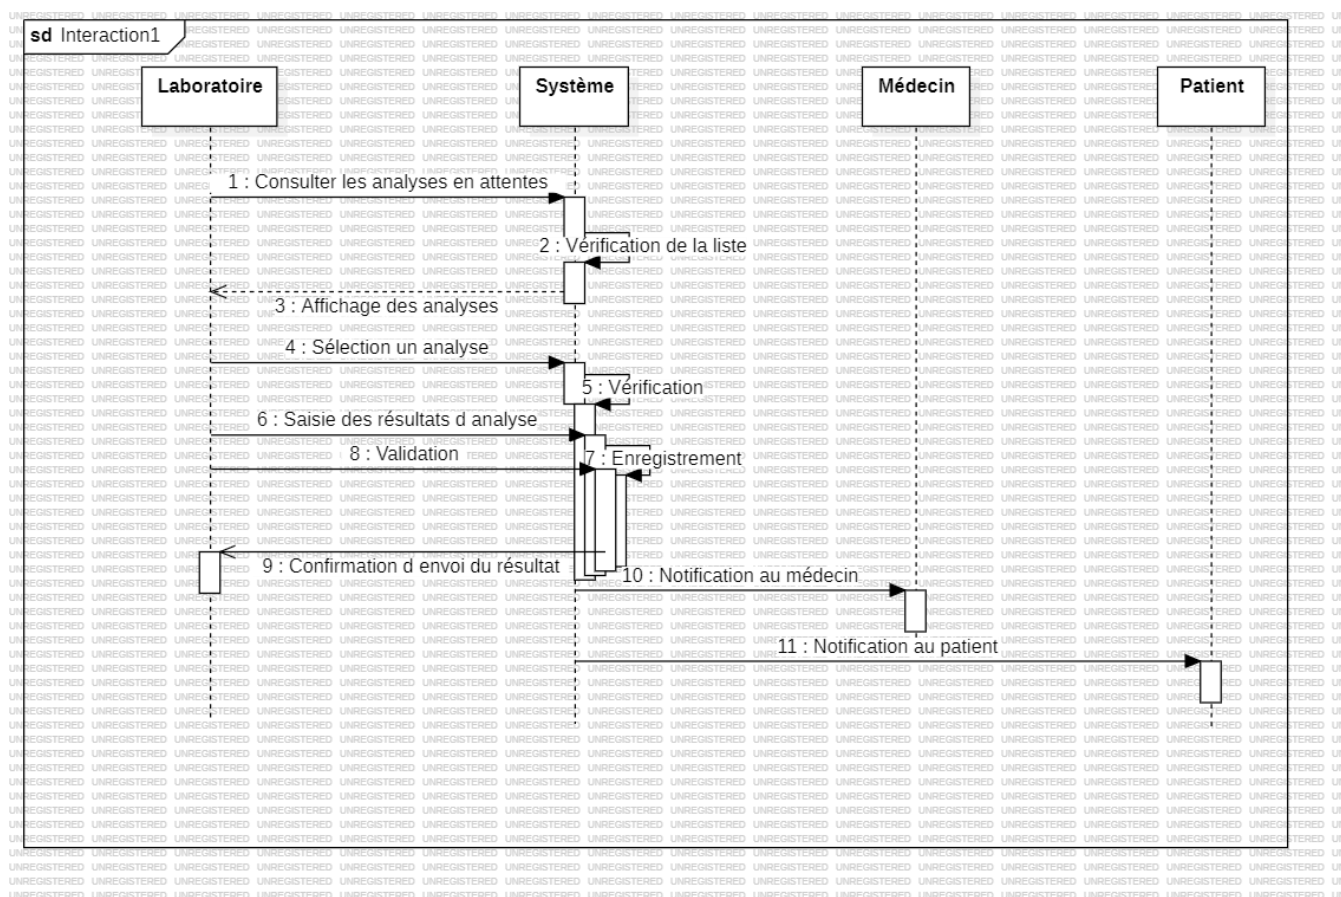 sd Interaction1
Laboratoire
Système
Médecin
Patient
1 : Consulter les analyses en attentes
2 : Vérification de la liste
3 : Affichage des analyses
4 : Sélection un analyse
5 : Vérification
6 : Saisie des résultats d analyse
8 : Validation
7 : Enregistrement
9 : Confirmation d envoi du résultat
10 : Notification au médecin
11 : Notification au patient
UNREGISTERED